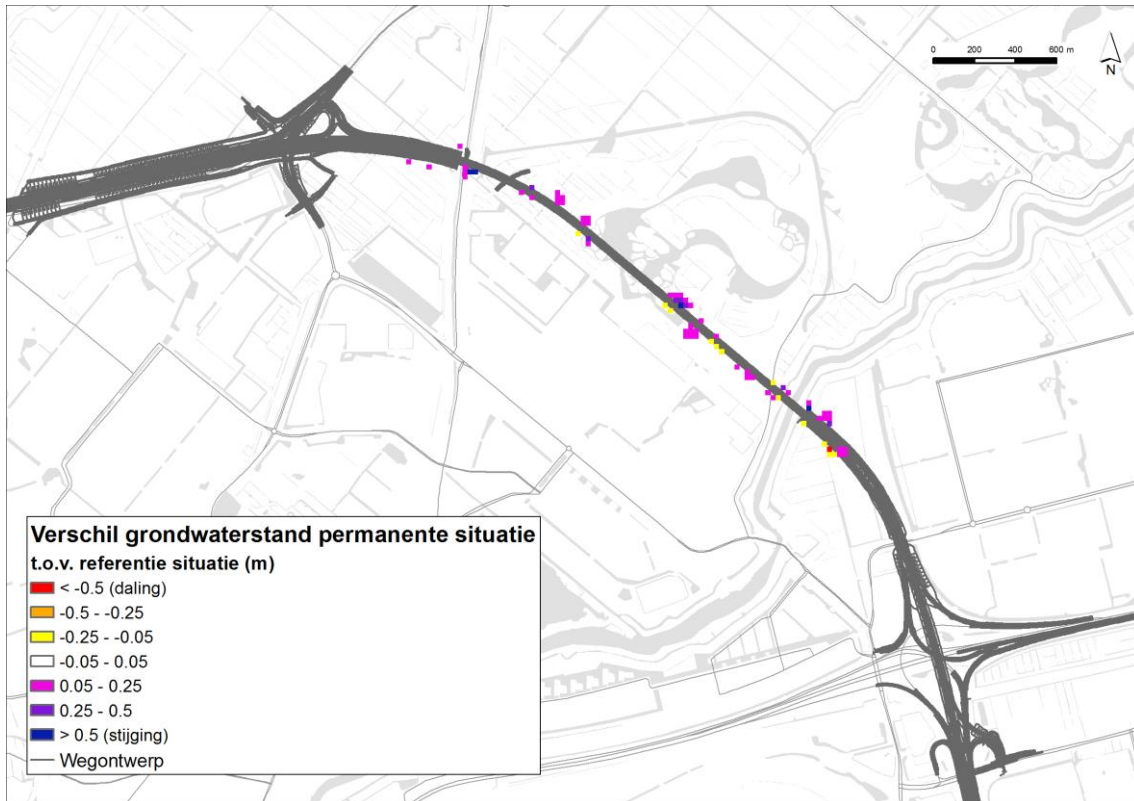 0 200 400 600 m
N
Verschil grondwaterstand permanente situatie
t.o.v. referentie situatie (m)
< -0.5 (daling)
-0.5 - -0.25
-0.25 - -0.05
-0.05 - 0.05
0.05 - 0.25
0.25 - 0.5
> 0.5 (stijging)
Wegontwerp